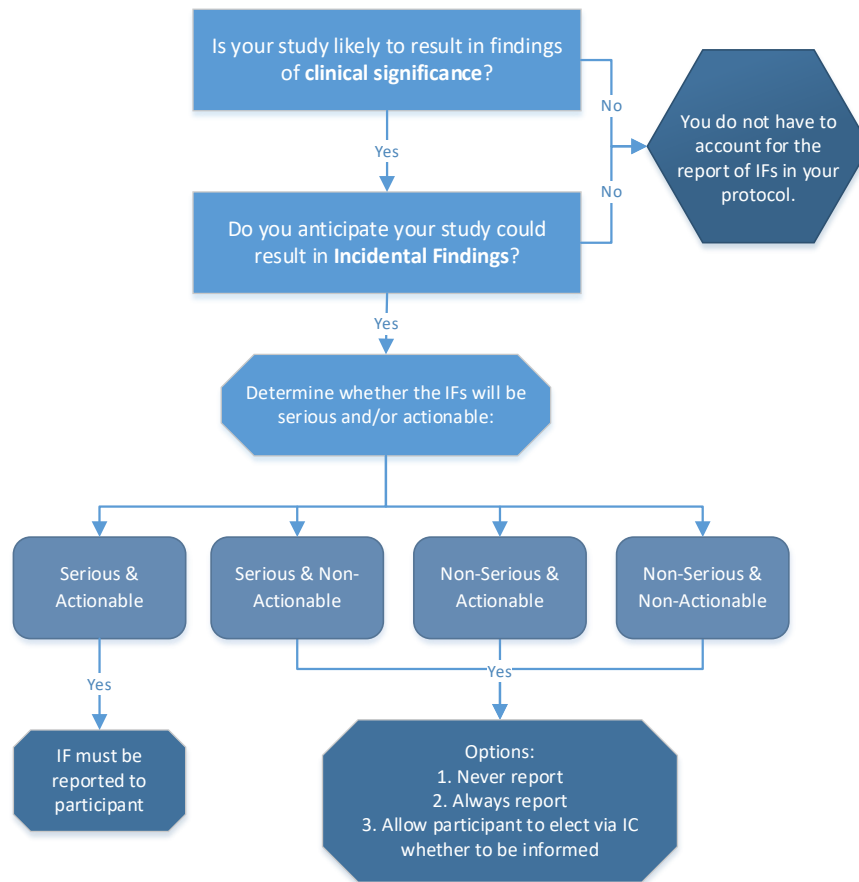 Is your study likely to result in findings
of clinical significance?
No
You do not have to
account for the
report of IFs in your
protocol.
Yes
No
Do you anticipate your study could
result in Incidental Findings?
Yes
Determine whether the IFs will be
serious and/or actionable:
Serious &
Actionable
Serious & Non-
Actionable
Non-Serious &
Actionable
Non-Serious &
Non-Actionable
Yes
Yes
IF must be
reported to
participant
Options:
1. Never report
2. Always report
3. Allow participant to elect via IC
whether to be informed